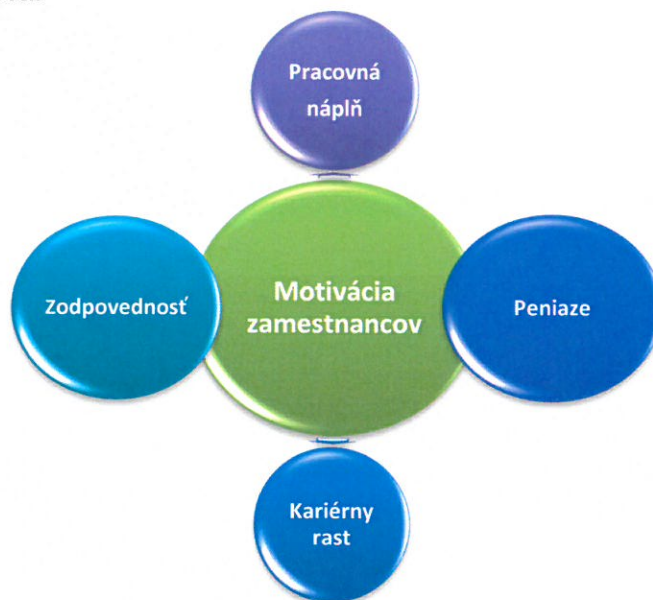 Pracovná
náplň
Zodpovednosť
Motivácia
zamestnancov
Peniaze
Kariérny
rast